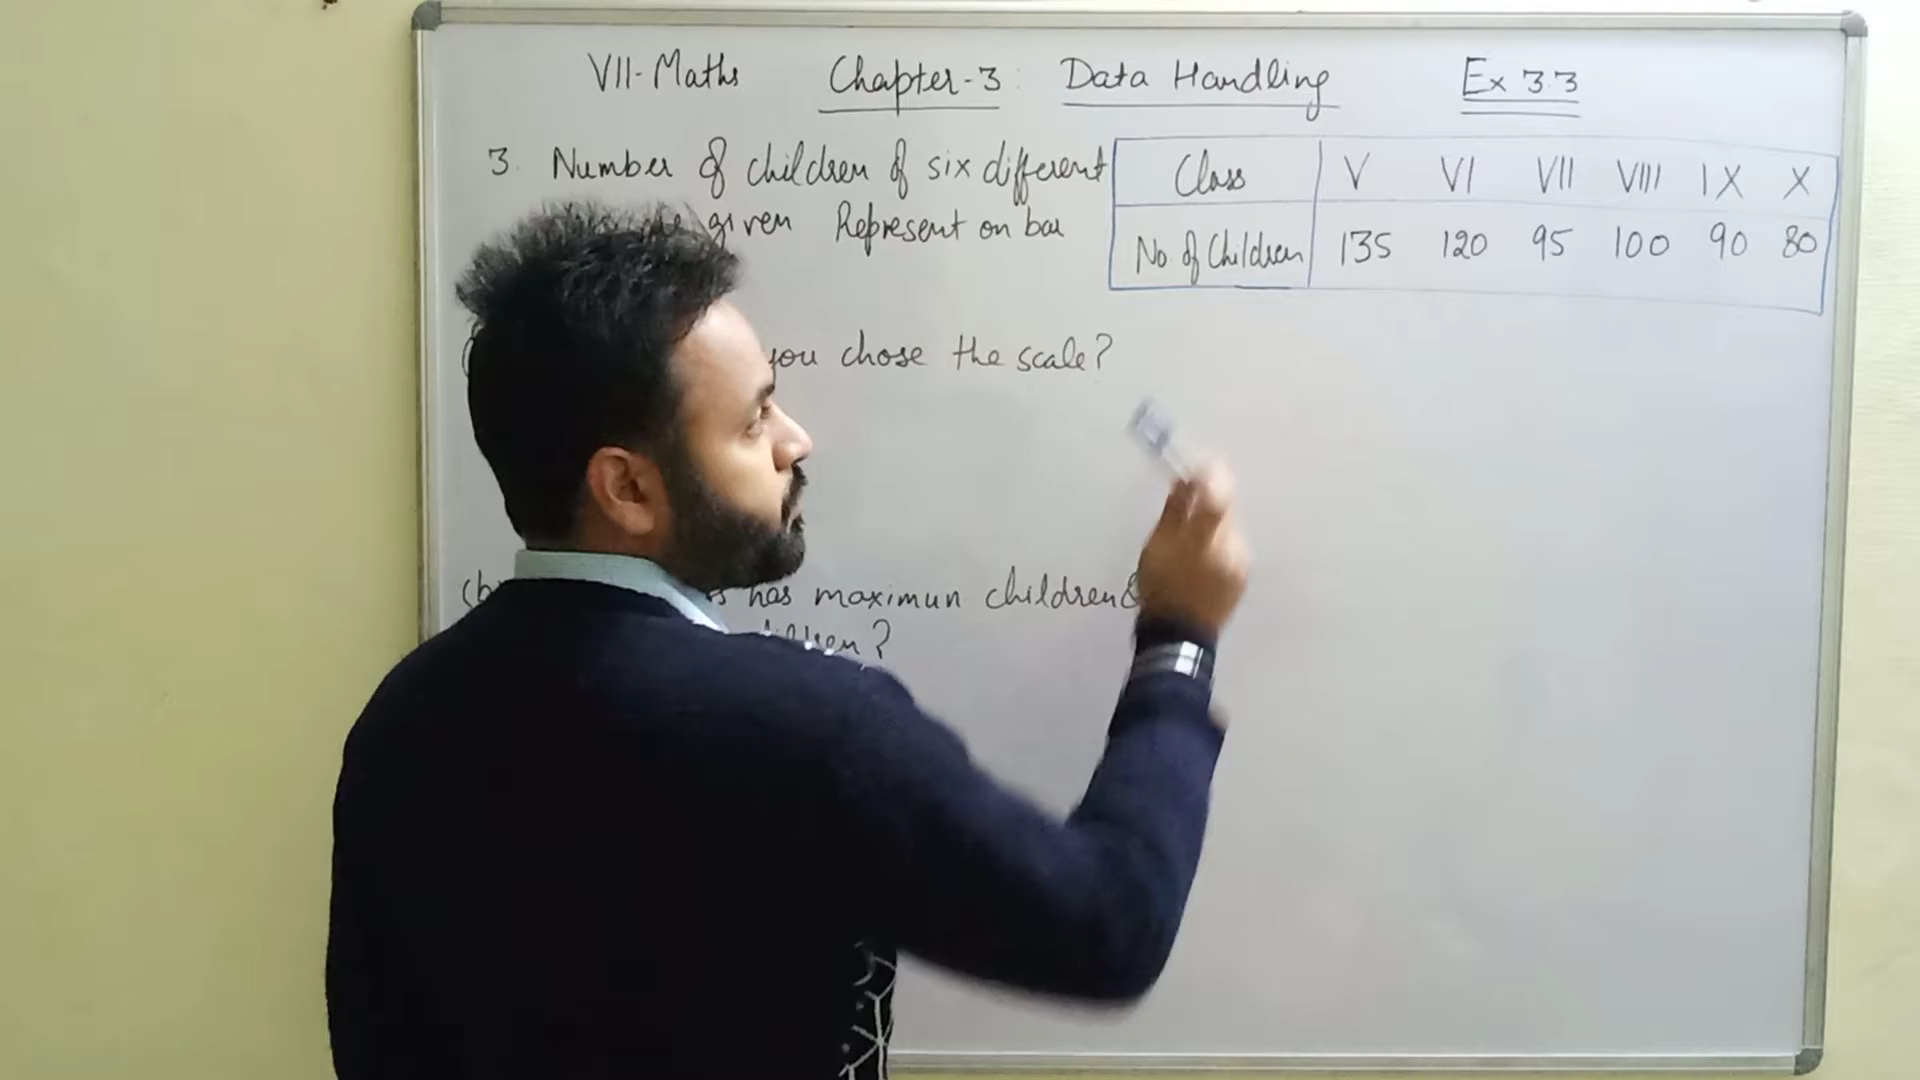 VII-Maths Chapter-3: Data Handling Ex 3.3
3. Number of children of six different
given Represent on bar
Class V VI VII VIII IX X
No. of Children 135 120 95 100 90 80
you chose the scale?
(b has maximun children &
?